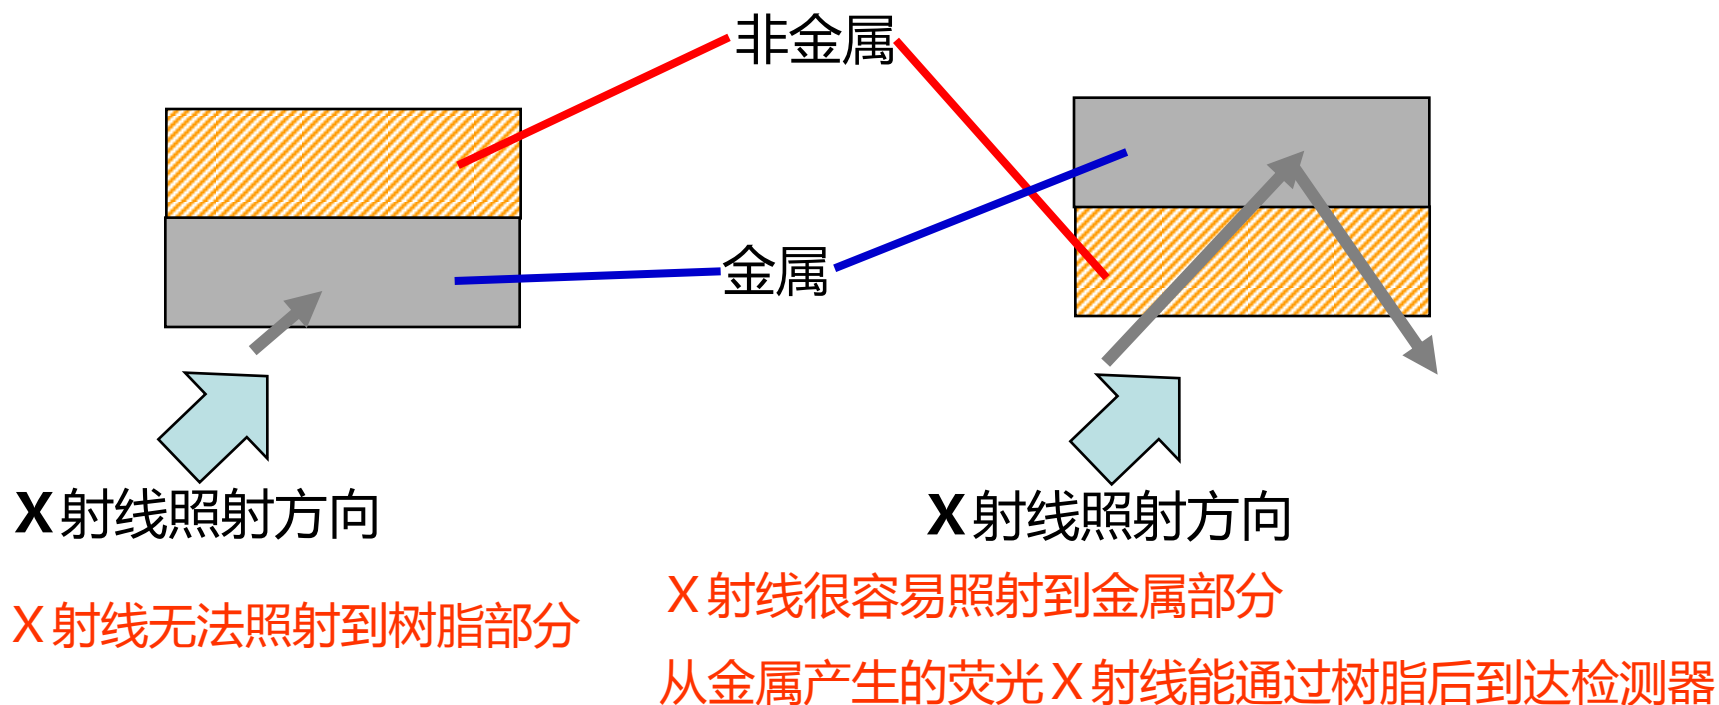 非金属
金属
X射线照射方向
X射线照射方向
X射线无法照射到树脂部分
X射线很容易照射到金属部分
从金属产生的荧光X射线能通过树脂后到达检测器